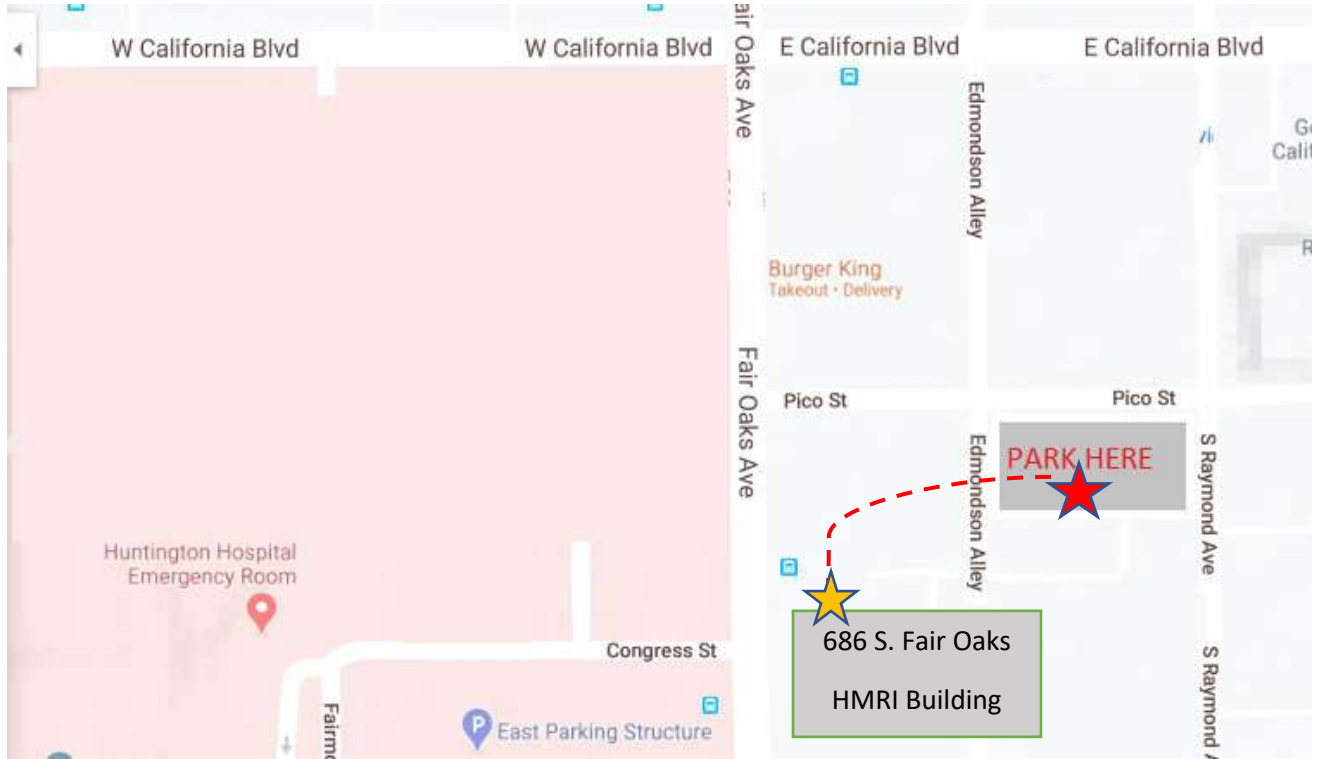 W California Blvd
W California Blvd
Fair Oaks Ave
E California Blvd
E California Blvd
Edmondson Alley
Burger King
Takeout • Delivery
Fair Oaks Ave
Pico St
Pico St
PARK HERE
Edmondson Alley
S Raymond Ave
Huntington Hospital
Emergency Room
686 S. Fair Oaks
HMRI Building
Congress St
S Raymond
P
East Parking Structure